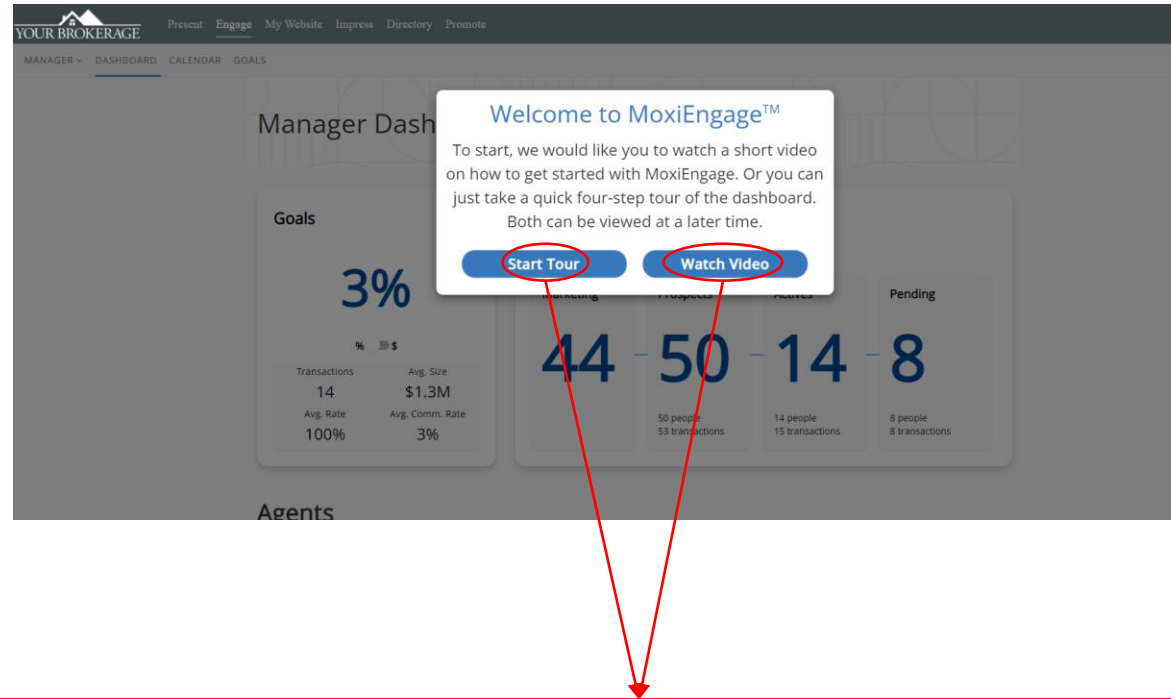 YOUR BROKERAGE
Present Engage My Website Impress Directory Promote
MANAGER DASHBOARD CALENDAR GOALS
Manager Dash
Welcome to MoxiEngage™
To start, we would like you to watch a short video
on how to get started with MoxiEngage. Or you can
just take a quick four-step tour of the dashboard.
Both can be viewed at a later time.
Start Tour Watch Video
Goals
3%
% $
Transactions Avg. Size
14 $1.3M
Avg. Rate Avg. Comm. Rate
100% 3%
Marketing Prospects Actives Pending
44 - 50 - 14 - 8
50 people 14 people 8 people
53 transactions 15 transactions 8 transactions
Agents